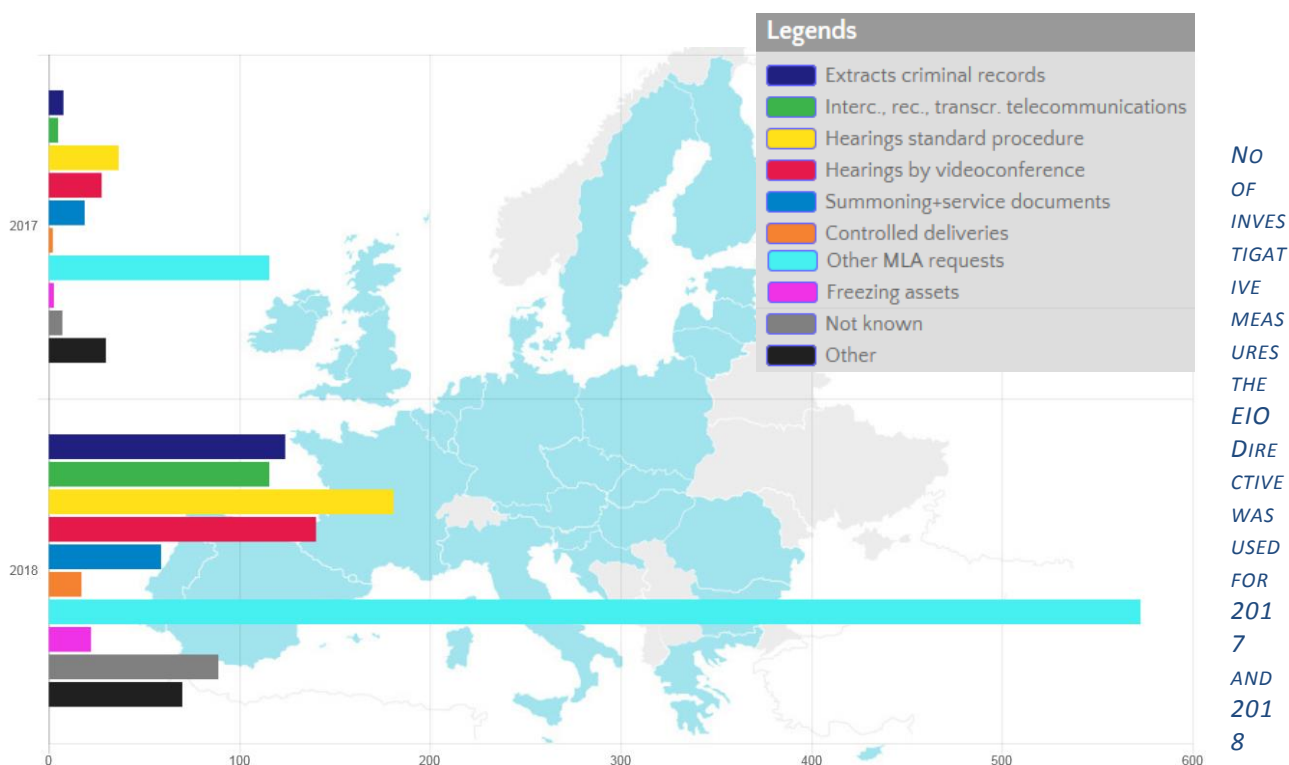 Legends
Extracts criminal records
Interc., rec., transcr. telecommunications
Hearings standard procedure
Hearings by videoconference
Summoning+service documents
Controlled deliveries
Other MLA requests
Freezing assets
Not known
Other
2017
2018
0 100 200 300 400 500 600
NO
OF
INVES
TIGAT
IVE
MEAS
URES
THE
EIO
DIRE
CTIVE
WAS
USED
FOR
201
7
AND
201
8